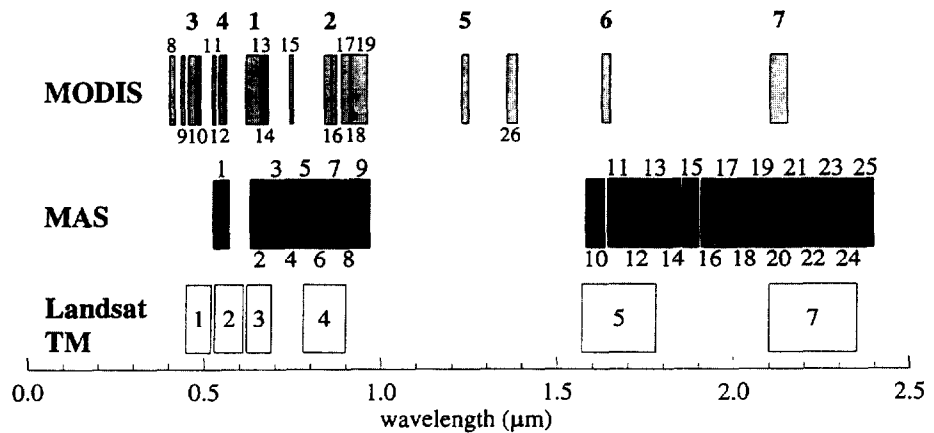 3 4 1 2 5 6 7
8 11 13 15 17 19
MODIS
9 10 12 14 16 18 26
1 3 5 7 9 11 13 15 17 19 21 23 25
MAS
2 4 6 8 10 12 14 16 18 20 22 24
Landsat
TM
1 2 3 4 5 7
0.0 0.5 1.0 1.5 2.0 2.5
wavelength (μm)